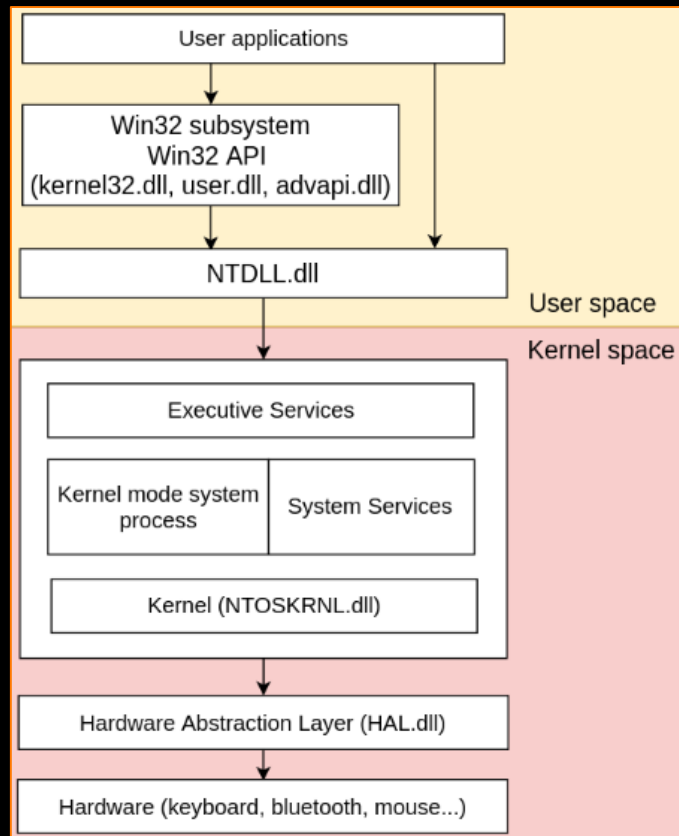 User applications
Win32 subsystem
Win32 API
(kernel32.dll, user.dll, advapi.dll)
NTDLL.dll
User space
Kernel space
Executive Services
Kernel mode system
process
System Services
Kernel (NTOSKRNL.dll)
Hardware Abstraction Layer (HAL.dll)
Hardware (keyboard, bluetooth, mouse...)